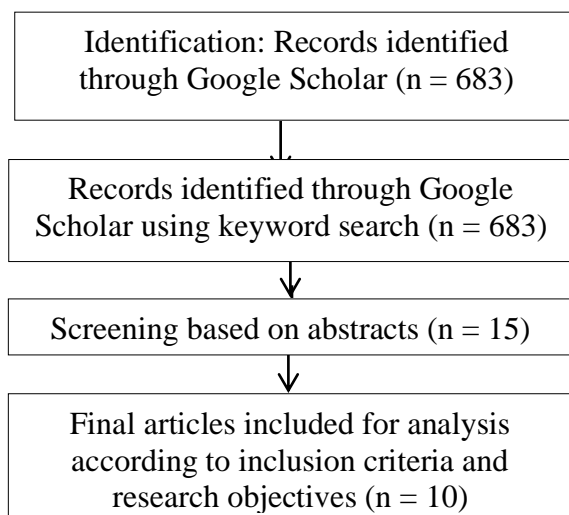 Identification: Records identified
through Google Scholar (n = 683)
Records identified through Google
Scholar using keyword search (n = 683)
Screening based on abstracts (n = 15)
Final articles included for analysis
according to inclusion criteria and
research objectives (n = 10)